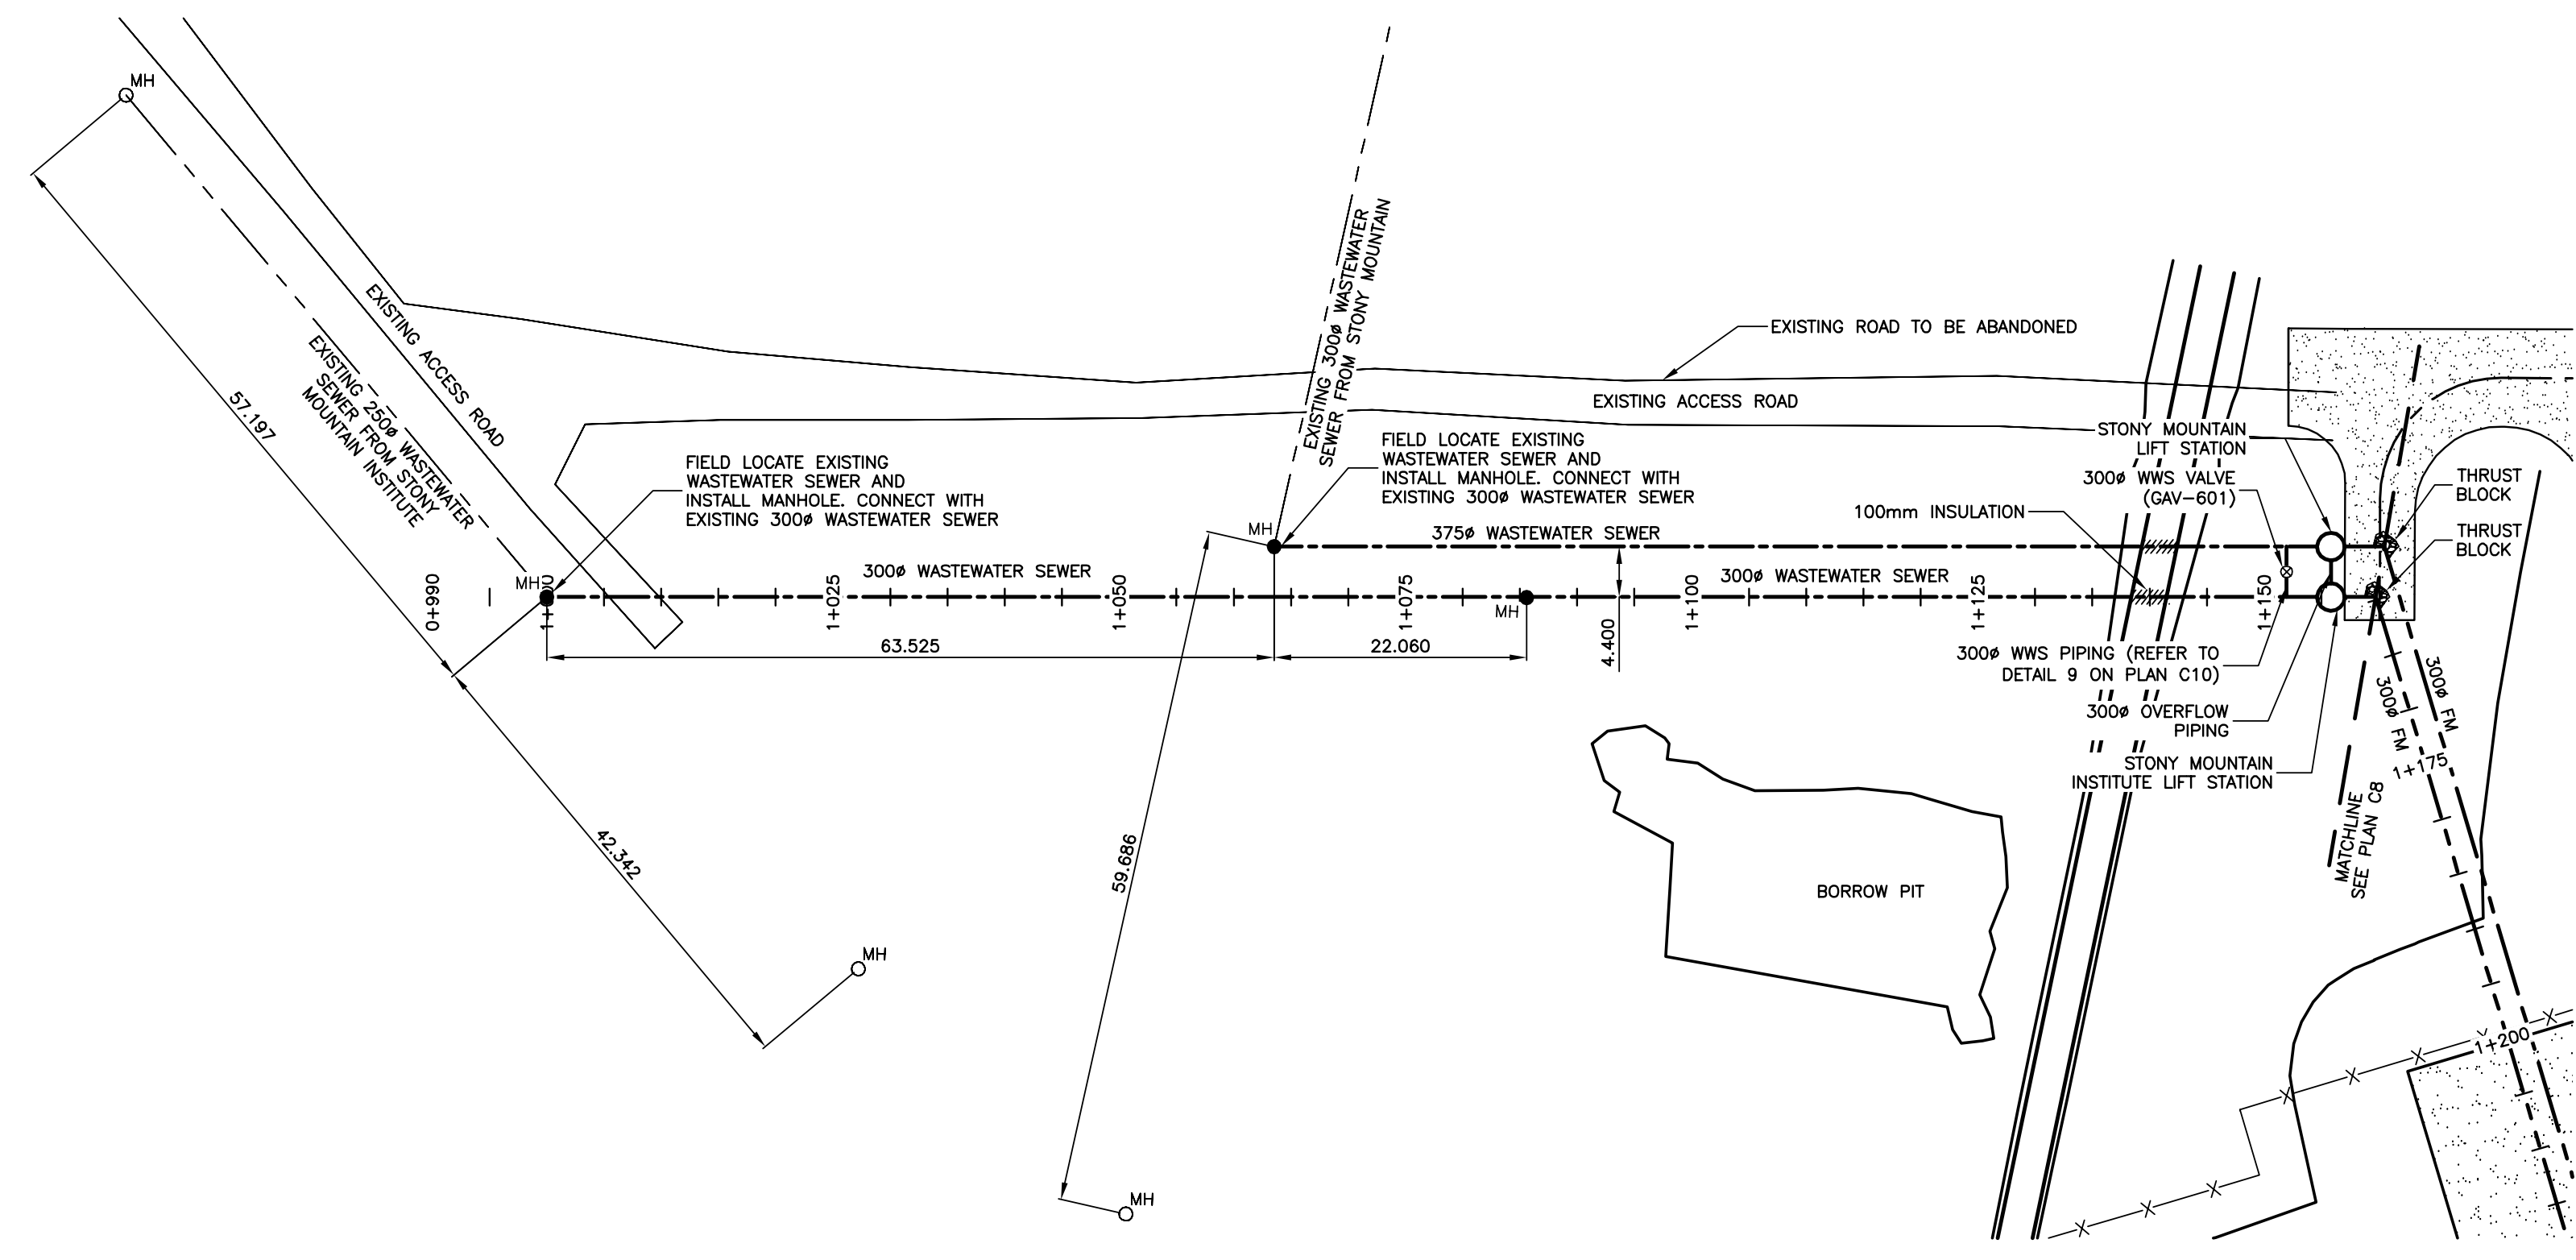 MH
EXISTING ACCESS ROAD
EXISTING 250ø WASTEWATER
SEWER FROM STONY
MOUNTAIN INSTITUTE
57.197
42.342
MH
EXISTING 300ø WASTEWATER
SEWER FROM STONY MOUNTAIN
EXISTING ROAD TO BE ABANDONED
EXISTING ACCESS ROAD
FIELD LOCATE EXISTING
WASTEWATER SEWER AND
INSTALL MANHOLE. CONNECT WITH
EXISTING 300ø WASTEWATER SEWER
FIELD LOCATE EXISTING
WASTEWATER SEWER AND
INSTALL MANHOLE. CONNECT WITH
EXISTING 300ø WASTEWATER SEWER
STONY MOUNTAIN
LIFT STATION
300ø WWS VALVE
(GAV-601)
100mm INSULATION
THRUST
BLOCK
THRUST
BLOCK
MH
375ø WASTEWATER SEWER
MH
300ø WASTEWATER SEWER
300ø WASTEWATER SEWER
MH
0+990
1+025
1+050
1+075
1+100
1+125
1+150
63.525
22.060
4.400
59.686
MH
300ø WWS PIPING (REFER TO
DETAIL 9 ON PLAN C10)
300ø OVERFLOW
PIPING
STONY MOUNTAIN
INSTITUTE LIFT STATION
300ø FM
300ø FM
1+175
MATCHLINE
SEE PLAN C8
BORROW PIT
1+200